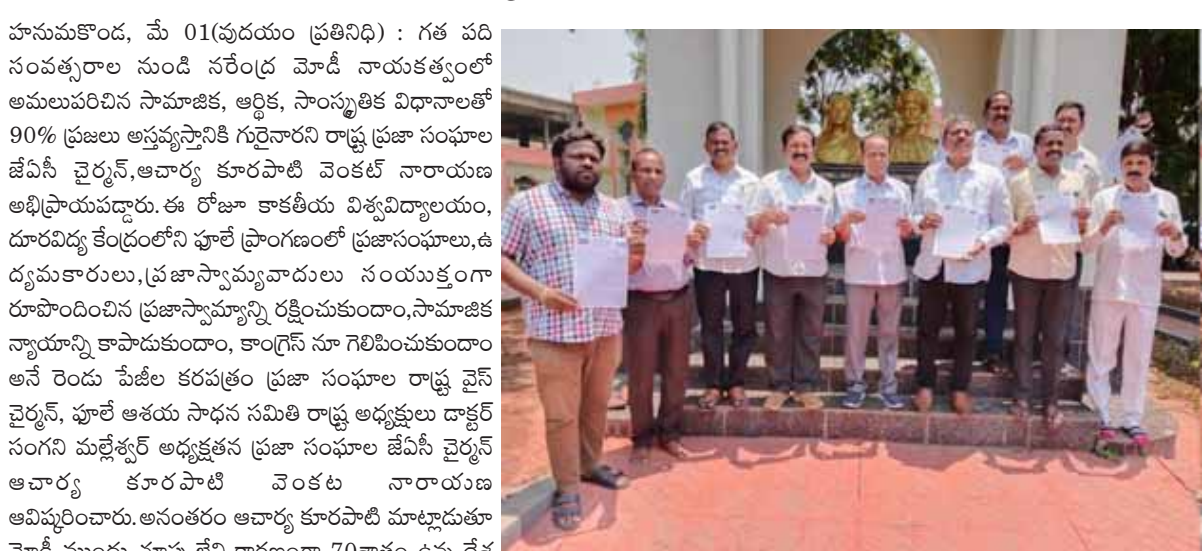 హనుమకొండ, మే 01(వుదయం ప్రతినిధి) : గత పది
సంవత్సరాల నుండి నరేంద్ర మోడీ నాయకత్వంలో
అమలుపరిచిన సామాజిక, ఆర్థిక, సాంస్కృతిక విధానాలతో
90% ప్రజలు అస్తవ్యస్తానికి గురైనారని రాష్ట్ర ప్రజా సంఘాల
జేఏసీ చైర్మన్,ఆచార్య కూరపాటి వెంకట్ నారాయణ
అభిప్రాయపడ్డారు.ఈ రోజూ కాకతీయ విశ్వవిద్యాలయం,
దూరవిద్య కేంద్రంలోని ఫూలే ప్రాంగణంలో ప్రజాసంఘాలు,ఉ
ద్యమకారులు,ప్రజాస్వామ్యవాదులు సంయుక్తంగా
రూపొందించిన ప్రజాస్వామ్యాన్ని రక్షించుకుందాం,సామాజిక
న్యాయాన్ని కాపాడుకుందాం, కాంగ్రెస్ నూ గెలిపించుకుందాం
అనే రెండు పేజీల కరపత్రం ప్రజా సంఘాల రాష్ట్ర వైస్
చైర్మన్, ఫూలే ఆశయ సాధన సమితి రాష్ట్ర అధ్యక్షులు డాక్టర్
సంగని మల్లేశ్వర్ అధ్యక్షతన ప్రజా సంఘాల జేఏసీ చైర్మన్
ఆచార్య కూరపాటి వెంకట నారాయణ
ఆవిష్కరించారు.అనంతరం ఆచార్య కూరపాటి మాట్లాడుతూ